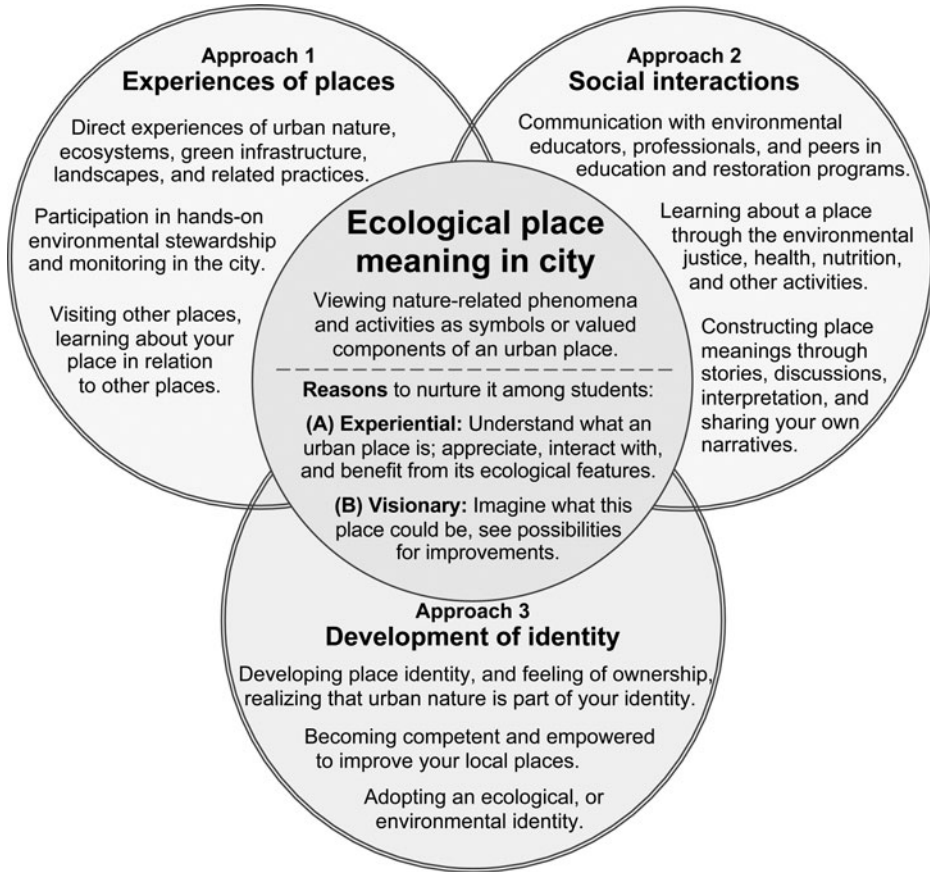 Approach 1
Experiences of places
Direct experiences of urban nature,
ecosystems, green infrastructure,
landscapes, and related practices.
Participation in hands-on
environmental stewardship
and monitoring in the city.
Visiting other places,
learning about your
place in relation
to other places.
Approach 2
Social interactions
Communication with environmental
educators, professionals, and peers in
education and restoration programs.
Learning about a place
through the environmental
justice, health, nutrition,
and other activities.
Constructing place
meanings through
stories, discussions,
interpretation, and
sharing your own
narratives.
Ecological place
meaning in city
Viewing nature-related phenomena
and activities as symbols or valued
components of an urban place.
Reasons to nurture it among students:
(A) Experiential: Understand what an
urban place is; appreciate, interact with,
and benefit from its ecological features.
(B) Visionary: Imagine what this
place could be, see possibilities
for improvements.
Approach 3
Development of identity
Developing place identity, and feeling of ownership,
realizing that urban nature is part of your identity.
Becoming competent and empowered
to improve your local places.
Adopting an ecological, or
environmental identity.